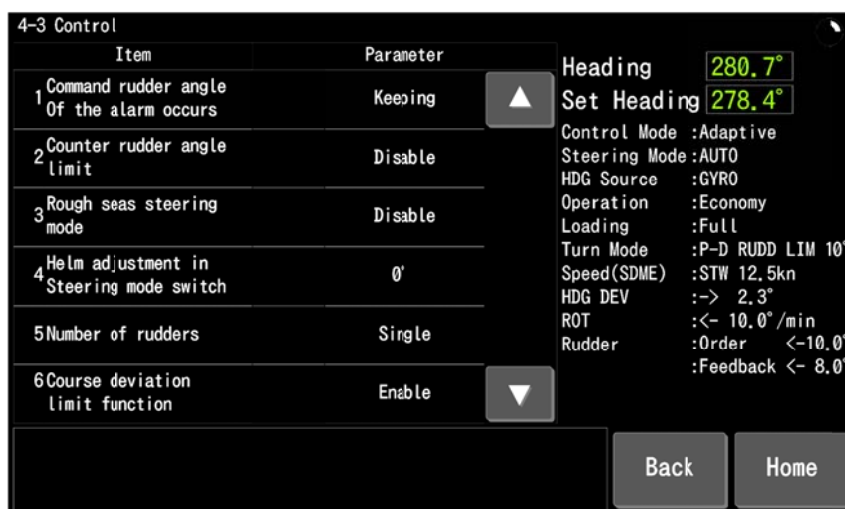 4-3 Control
Item Parameter
1 Command rudder angle
Of the alarm occurs
Keeping
2 Counter rudder angle
limit
Disable
3 Rough seas steering
mode
Disable
4 Helm adjustment in
Steering mode switch
0°
5 Number of rudders
Single
6 Course deviation
limit function
Enable
▲
▼
Heading 280.7°
Set Heading 278.4°
Control Mode :Adaptive
Steering Mode:AUTO
HDG Source :GYRO
Operation :Economy
Loading :Full
Turn Mode :P-D RUDD LIM 10°
Speed(SDME) :STW 12.5kn
HDG DEV :-> 2.3°
ROT :<- 10.0°/min
Rudder :Order <-10.0°
:Feedback <- 8.0°
Back Home